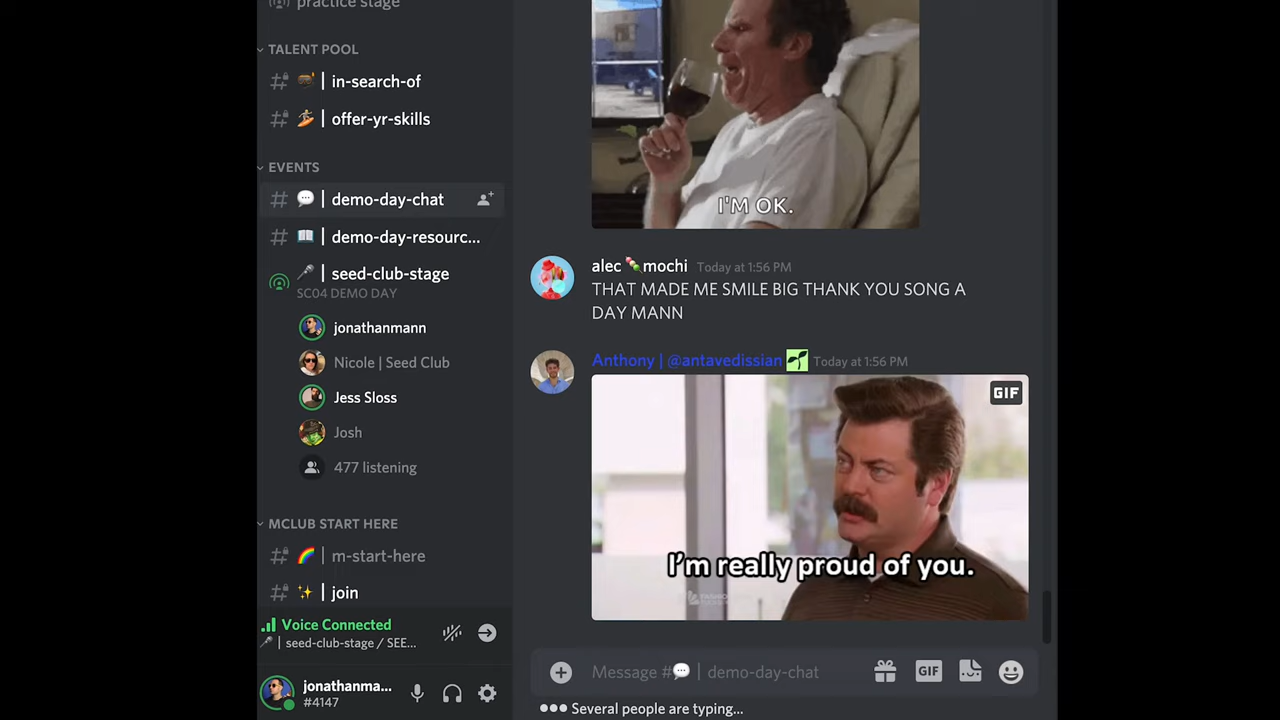 practice stage
TALENT POOL
in-search-of
offer-yr-skills
EVENTS
demo-day-chat
demo-day-resourc...
seed-club-stage
SC04 DEMO DAY
jonathanmann
Nicole | Seed Club
Jess Sloss
Josh
477 listening
MCLUB START HERE
m-start-here
join
Voice Connected
seed-club-stage / SEE...
jonathanma...
#4147
I'M OK.
alec mochi Today at 1:56 PM
THAT MADE ME SMILE BIG THANK YOU SONG A
DAY MANN
Anthony | @antavedissian Today at 1:56 PM
GIF
I'm really proud of you.
Message # | demo-day-chat
GIF
Several people are typing...